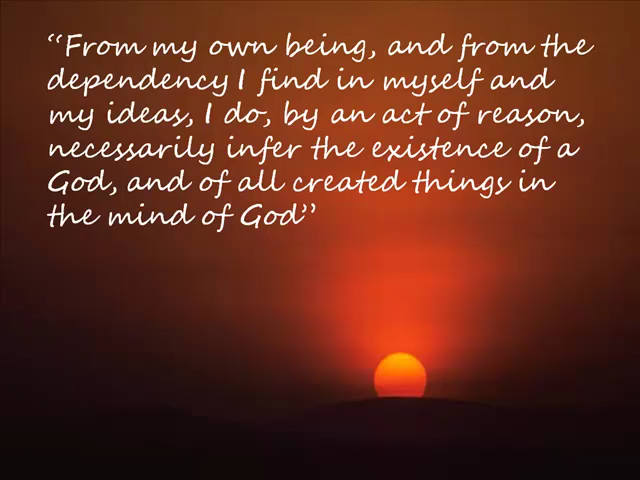 “From my own being, and from the
dependency I find in myself and
my ideas, I do, by an act of reason,
necessarily infer the existence of a
God, and of all created things in
the mind of God”